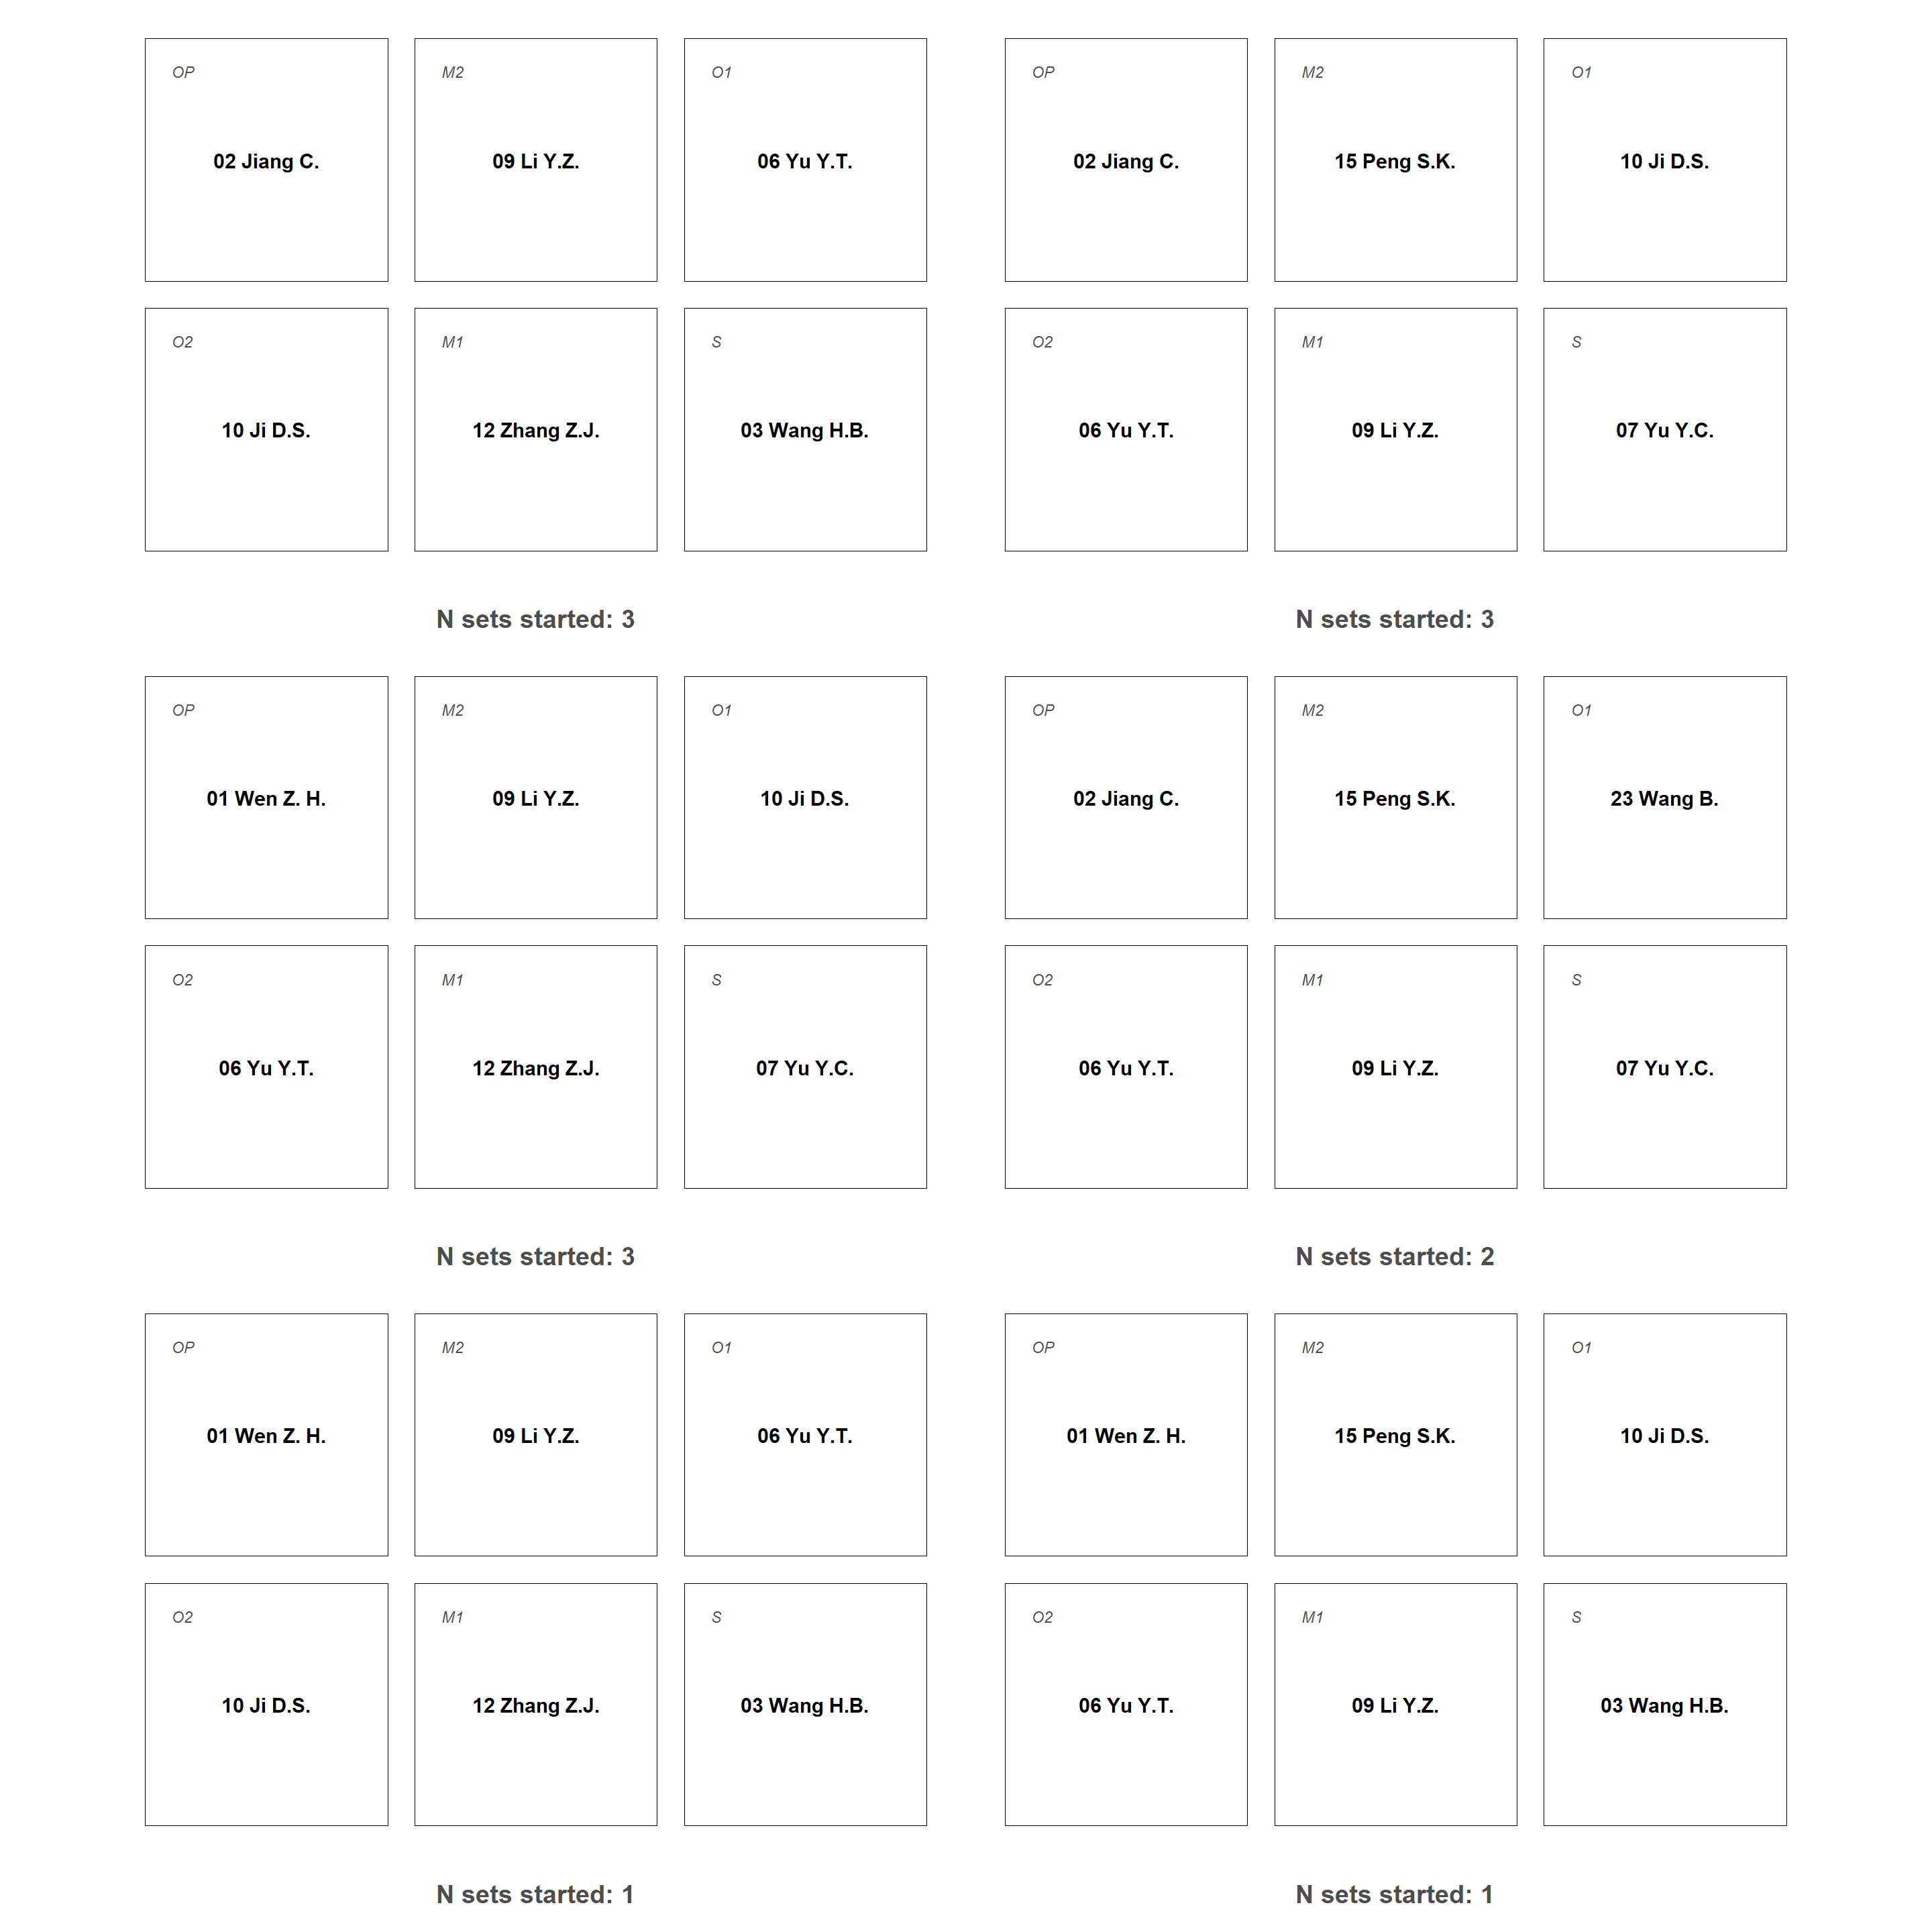 OP
M2
O1
02 Jiang C.
09 Li Y.Z.
06 Yu Y.T.
O2
M1
S
10 Ji D.S.
12 Zhang Z.J.
03 Wang H.B.
N sets started: 3
OP
M2
O1
02 Jiang C.
15 Peng S.K.
10 Ji D.S.
O2
M1
S
06 Yu Y.T.
09 Li Y.Z.
07 Yu Y.C.
N sets started: 3
OP
M2
O1
01 Wen Z. H.
09 Li Y.Z.
10 Ji D.S.
O2
M1
S
06 Yu Y.T.
12 Zhang Z.J.
07 Yu Y.C.
N sets started: 3
OP
M2
O1
02 Jiang C.
15 Peng S.K.
23 Wang B.
O2
M1
S
06 Yu Y.T.
09 Li Y.Z.
07 Yu Y.C.
N sets started: 2
OP
M2
O1
01 Wen Z. H.
09 Li Y.Z.
06 Yu Y.T.
O2
M1
S
10 Ji D.S.
12 Zhang Z.J.
03 Wang H.B.
N sets started: 1
OP
M2
O1
01 Wen Z. H.
15 Peng S.K.
10 Ji D.S.
O2
M1
S
06 Yu Y.T.
09 Li Y.Z.
03 Wang H.B.
N sets started: 1